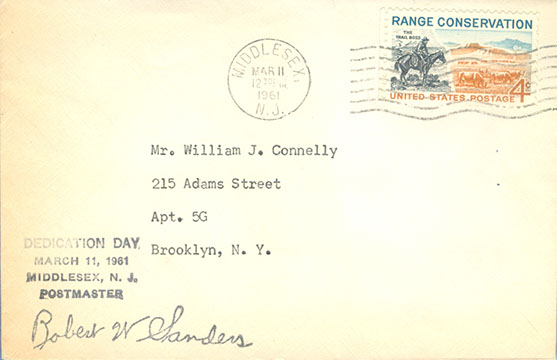 RANGE CONSERVATION
THE
TRAIL BOSS
UNITED STATES POSTAGE 4¢
MIDDLESEX,
MAR 11
1961
N.J.
Mr. William J. Connelly
215 Adams Street
Apt. 5G
Brooklyn, N. Y.
DEDICATION DAY,
MARCH 11, 1961
MIDDLESEX, N. J.
POSTMASTER
Robert W Sanders